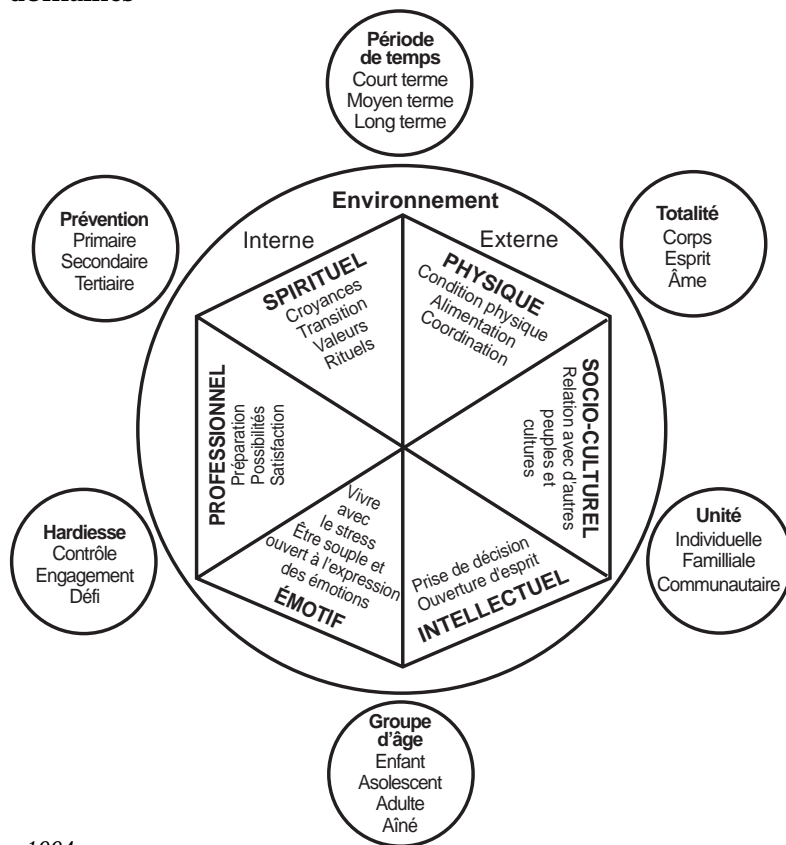 domaines
Période
de temps
Court terme
Moyen terme
Long terme
Environnement
Interne
Externe
Prévention
Primaire
Secondaire
Tertiaire
Totalité
Corps
Esprit
Âme
SPIRITUEL
Croyances
Transition
Valeurs
Rituels
PHYSIQUE
Condition physique
Alimentation
Coordination
PROFESSIONNEL
Préparation
Possibilités
Satisfaction
SOCIO-CULTUREL
Relation avec d'autres
peuples et
cultures
Vivre
avec
le stress
Être souple et
ouvert à l'expression
des émotions
ÉMOTIF
Prise de décision
Ouverture d'esprit
INTELLECTUEL
Hardiesse
Contrôle
Engagement
Défi
Unité
Individuelle
Familliale
Communautaire
Groupe
d'âge
Enfant
Asolescent
Adulte
Aîné